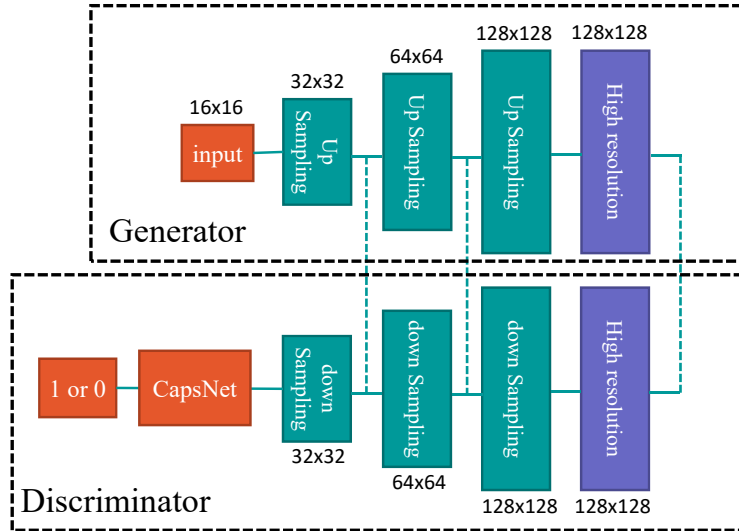 128x128
128x128
64x64
32x32
16x16
input
Up
Sampling
Up Sampling
Up Sampling
High resolution
Generator
1 or 0
CapsNet
down
Sampling
down Sampling
down Sampling
High resolution
32x32
64x64
128x128
128x128
Discriminator